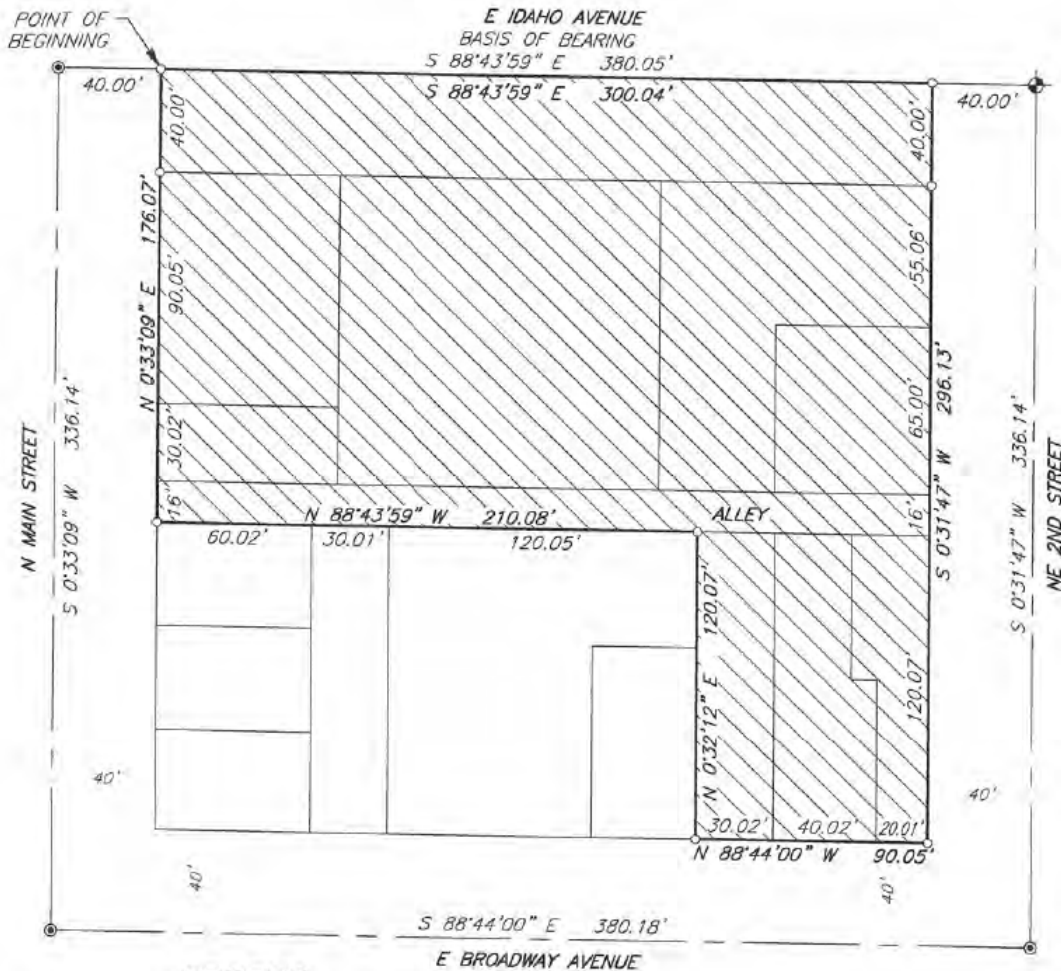 POINT OF
BEGINNING
E IDAHO AVENUE
BASIS OF BEARING
S 88°43'59" E 380.05'
40.00'
S 88°43'59" E 300.04'
40.00'
40.00'
40.00'
N 0°33'09" E 176.07'
90.05'
55.06'
30.02'
65.00'
S 0°31'47" W 296.13'
N MAIN STREET
S 0°33'09" W 336.14'
S 0°31'47" W 336.14'
NE 2ND STREET
16'
N 88°43'59" W 210.08'
ALLEY
16'
60.02'
30.01'
120.05'
N 0°32'12" E 120.07'
120.07'
40'
40'
30.02'
40.02'
20.01'
N 88°44'00" W 90.05'
40'
40'
S 88°44'00" E 380.18'
E BROADWAY AVENUE